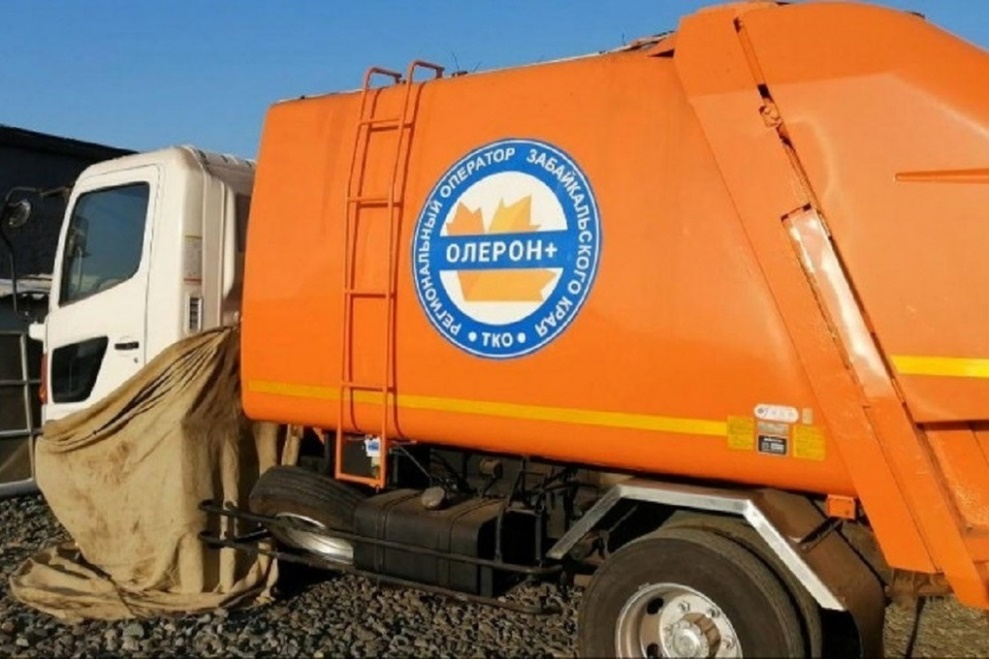 РЕГИОНАЛЬНЫЙ ОПЕРАТОР ЗАБАЙКАЛЬСКОГО КРАЯ
ОЛЕРОН+
• ТКО •